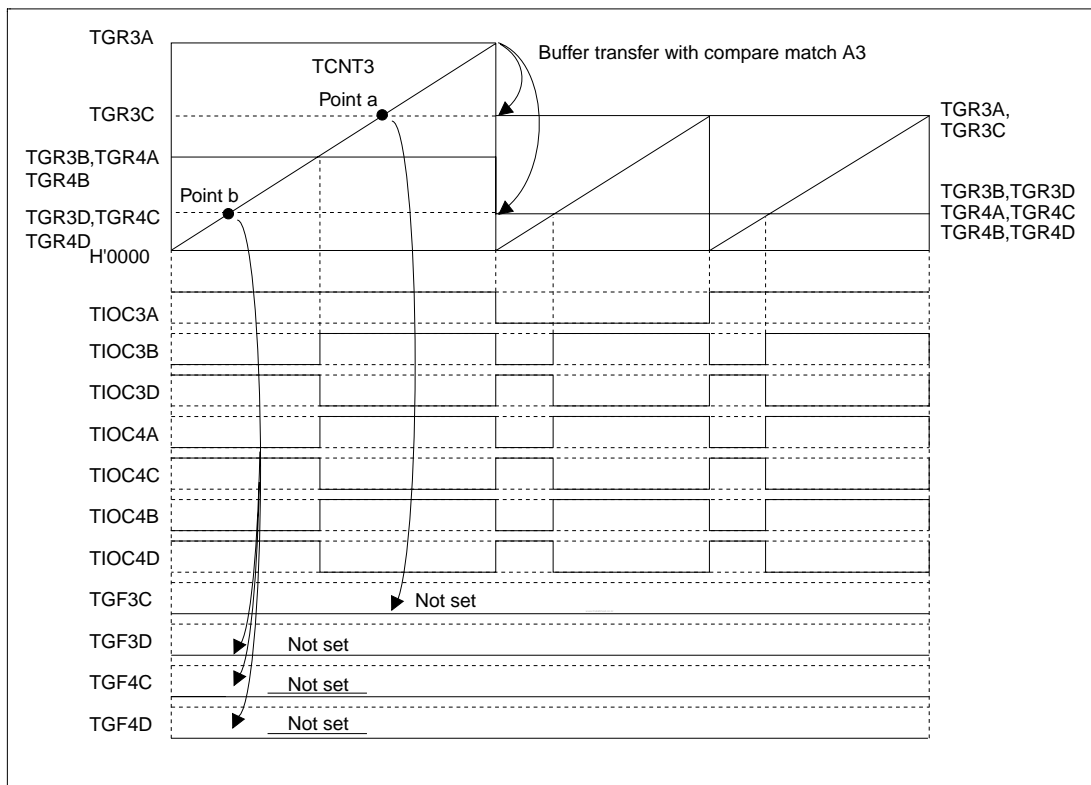 TGR3A
TCNT3
Buffer transfer with compare match A3
Point a
TGR3C
TGR3A,
TGR3C
TGR3B,TGR4A
TGR4B
Point b
TGR3D,TGR4C
TGR4D
H'0000
TGR3B,TGR3D
TGR4A,TGR4C
TGR4B,TGR4D
TIOC3A
TIOC3B
TIOC3D
TIOC4A
TIOC4C
TIOC4B
TIOC4D
TGF3C
Not set
TGF3D
Not set
TGF4C
Not set
TGF4D
Not set